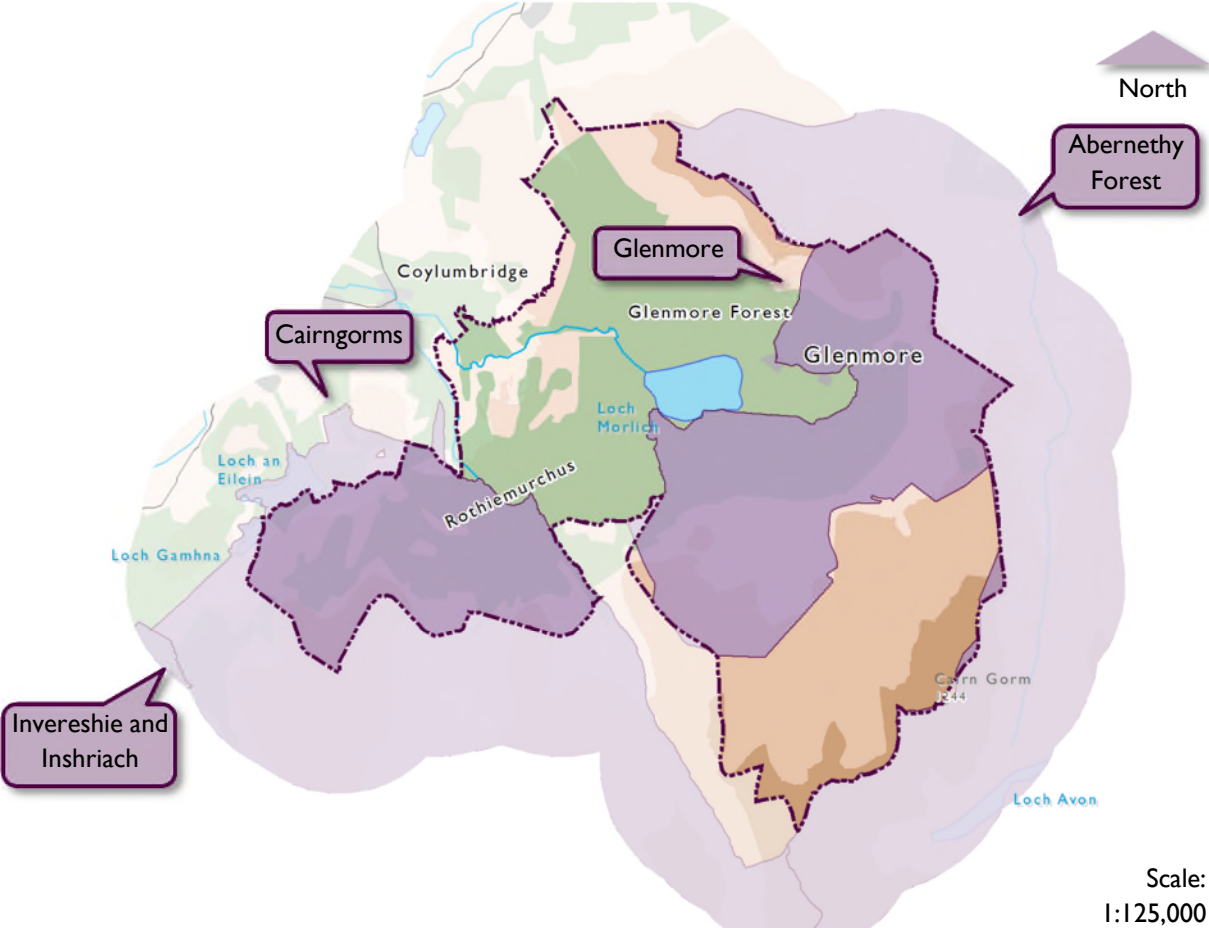 North
Abernethy
Forest
Glenmore
Coylumbridge
Glenmore Forest
Cairngorms
Glenmore
Loch
Morlich
Loch an
Eilein
Rothiemurchus
Loch Gamhna
Cairn Gorm
1244
Invereshie and
Inshriach
Loch Avon
Scale:
1:125,000